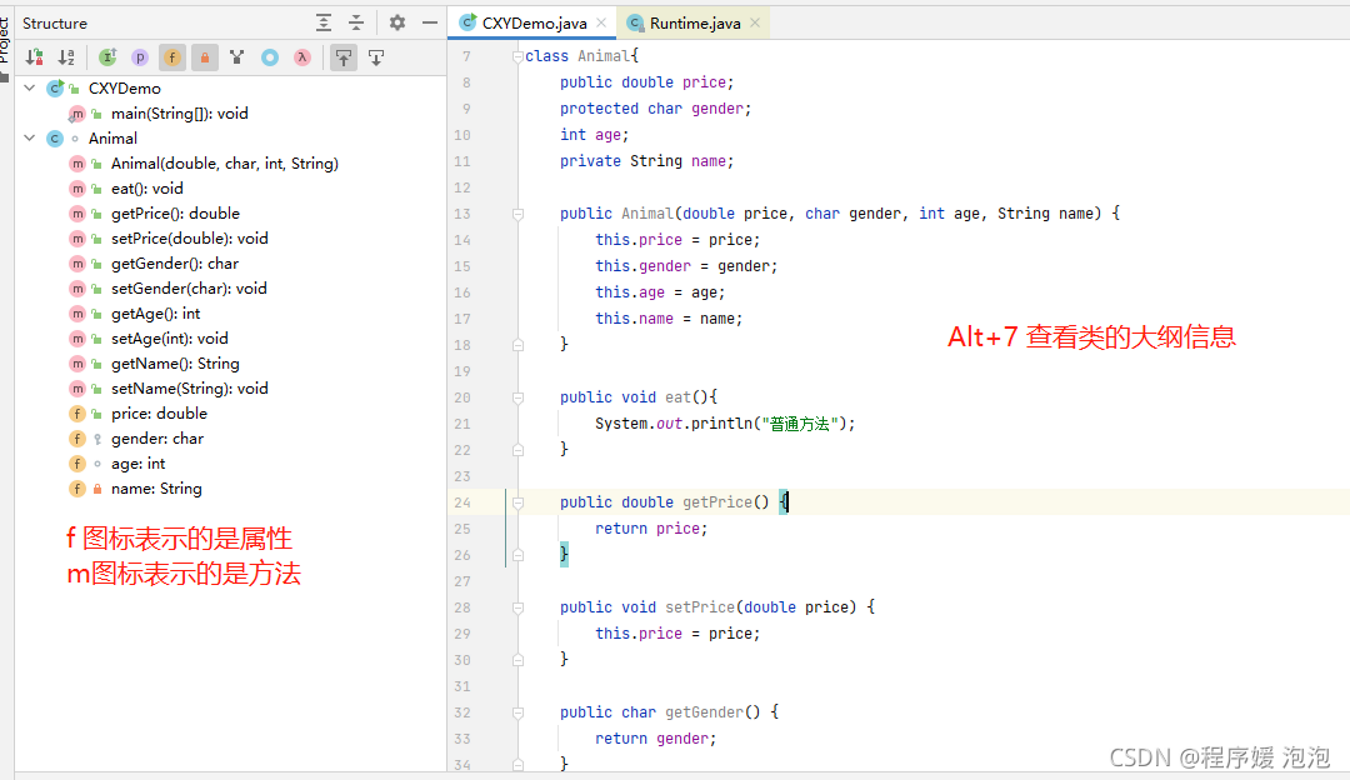 Project
Structure
CXYDemo.java
Runtime.java
CXYDemo
main(String[]): void
Animal
Animal(double, char, int, String)
eat(): void
getPrice(): double
setPrice(double): void
getGender(): char
setGender(char): void
getAge(): int
setAge(int): void
getName(): String
setName(String): void
f price: double
f gender: char
f age: int
f name: String
f 图标表示的是属性
m图标表示的是方法
7 class Animal{
8 public double price;
9 protected char gender;
10 int age;
11 private String name;
12
13 public Animal(double price, char gender, int age, String name) {
14 this.price = price;
15 this.gender = gender;
16 this.age = age;
17 this.name = name;
18 }
19
20 public void eat(){
21 System.out.println("普通方法");
22 }
23
24 public double getPrice() {
25 return price;
26 }
27
28 public void setPrice(double price) {
29 this.price = price;
30 }
31
32 public char getGender() {
33 return gender;
34 }
Alt+7 查看类的大纲信息
CSDN @程序媛 泡泡